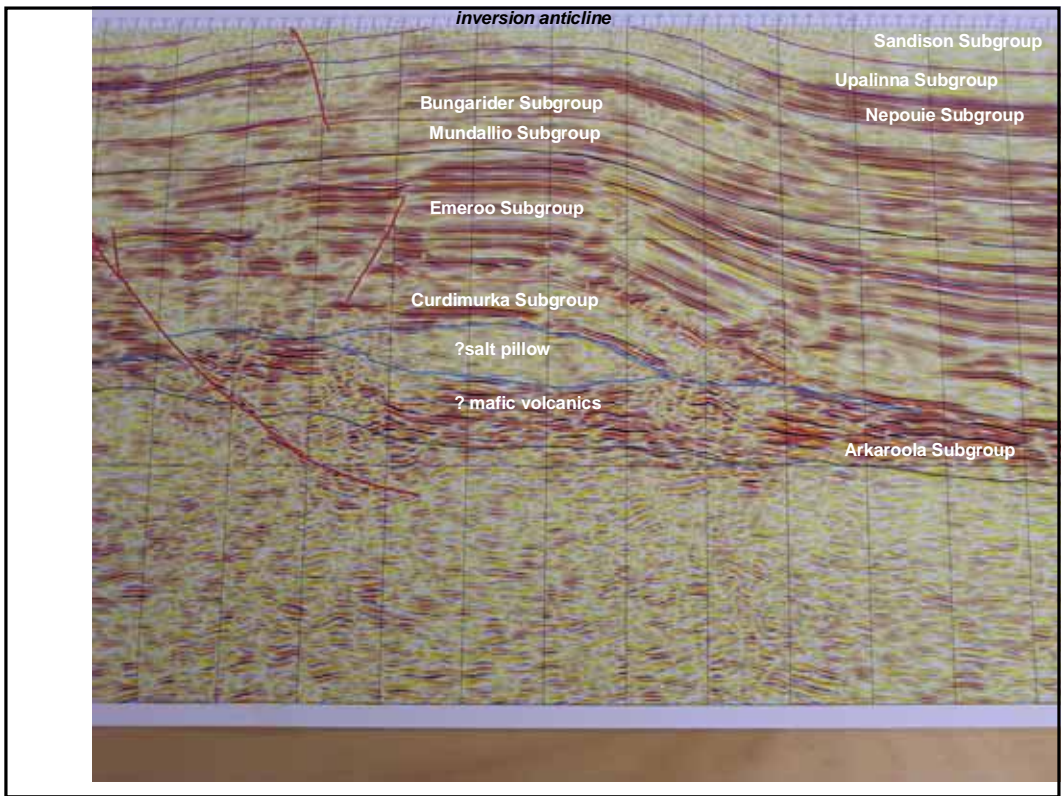 inversion anticline
Sandison Subgroup
Upalinna Subgroup
Bungarider Subgroup
Nepouie Subgroup
Mundallio Subgroup
Emeroo Subgroup
Curdimurka Subgroup
?salt pillow
? mafic volcanics
Arkaroola Subgroup